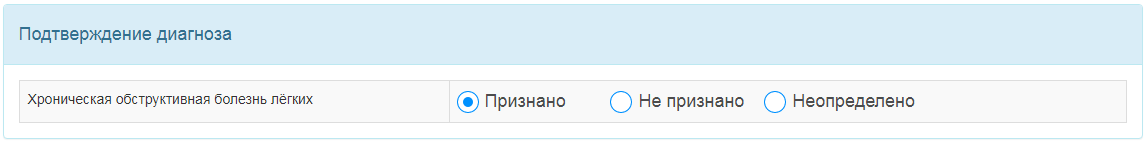 Подтверждение диагноза
Хроническая обструктивная болезнь лёгких Признано Не признано Неопределено